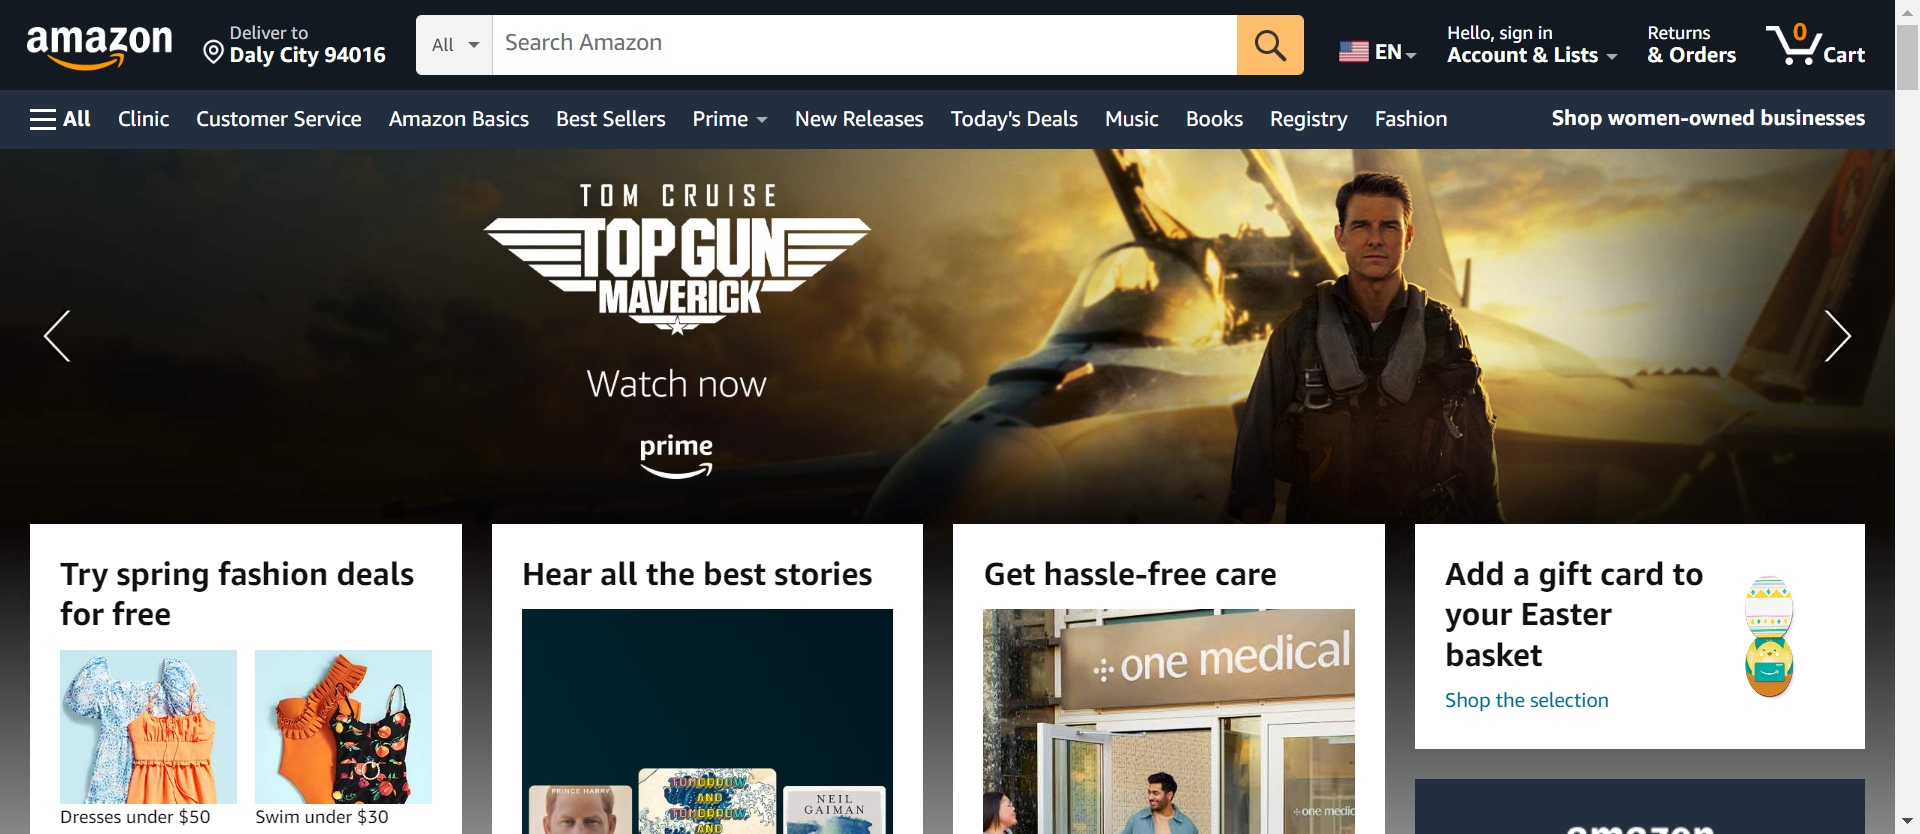 amazon
Deliver to
Daly City 94016
All
Search Amazon
EN
Hello, sign in
Account & Lists
Returns
& Orders
0
Cart
All
Clinic
Customer Service
Amazon Basics
Best Sellers
Prime
New Releases
Today's Deals
Music
Books
Registry
Fashion
Shop women-owned businesses
TOM CRUISE
TOP GUN
MAVERICK
Watch now
prime
Try spring fashion deals
for free
Dresses under $50
Swim under $30
Hear all the best stories
PRINCE HARRY
TOMORROW,
AND
TOMORROW,
AND
NEIL
GAIMAN
Get hassle-free care
one medical
one medic
Add a gift card to
your Easter
basket
Shop the selection
amazon